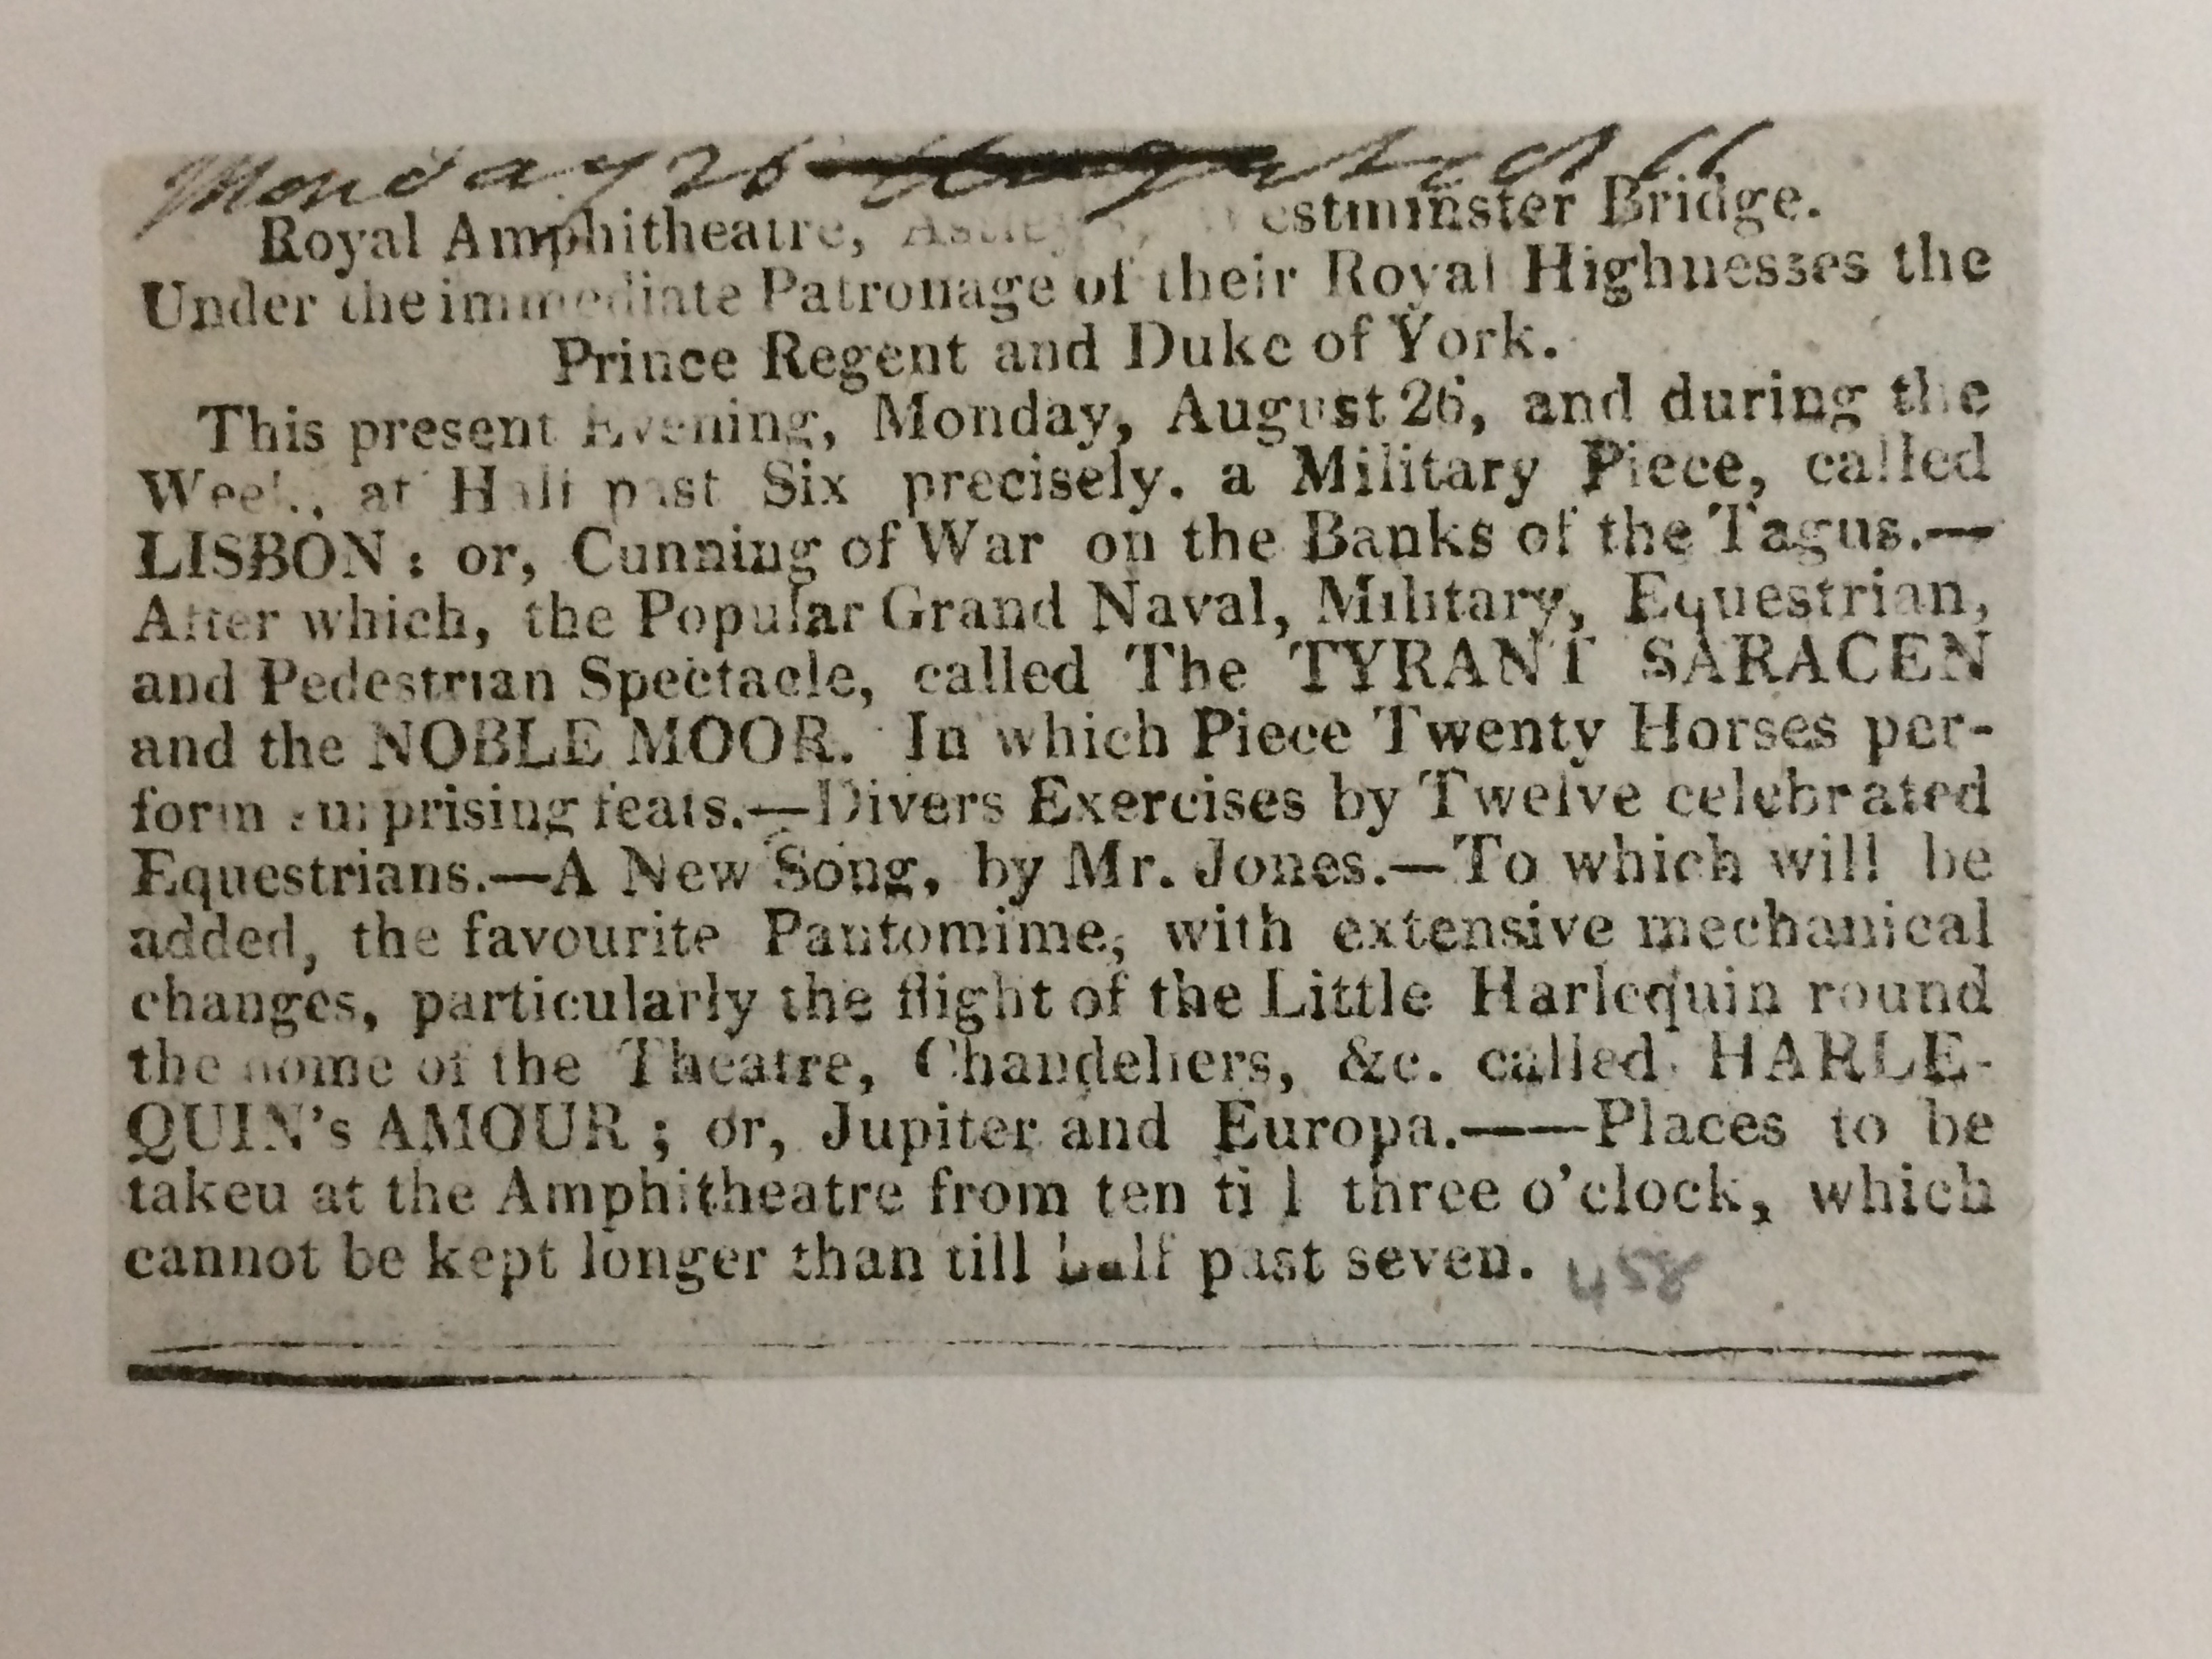 Monday 26 August 1811
Royal Amphitheatre, Astley's, Westminster Bridge.
Under the immediate Patronage of their Royal Highnesses the
Prince Regent and Duke of York.
This present Evening, Monday, August 26, and during the
Week, at Half past Six precisely. a Military Piece, called
LISBON: or, Cunning of War on the Banks of the Tagus.—
After which, the Popular Grand Naval, Military, Equestrian,
and Pedestrian Spectacle, called The TYRANT SARACEN
and the NOBLE MOOR. In which Piece Twenty Horses per-
form surprising feats.—Divers Exercises by Twelve celebrated
Equestrians.—A New Song, by Mr. Jones.—To which will be
added, the favourite Pantomime, with extensive mechanical
changes, particularly the flight of the Little Harlequin round
the dome of the Theatre, Chandeliers, &c. called HARLE-
QUIN's AMOUR; or, Jupiter and Europa.——Places to be
takeu at the Amphitheatre from ten till three o'clock, which
cannot be kept longer than till half past seven. 458